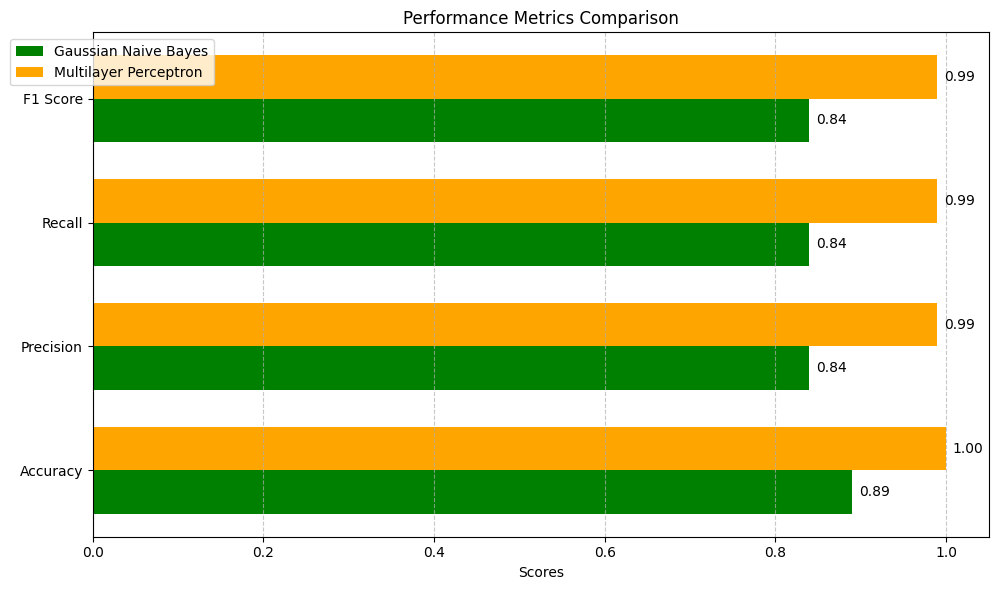 Performance Metrics Comparison
Gaussian Naive Bayes
Multilayer Perceptron
F1 Score
0.99
0.84
Recall
0.99
0.84
Precision
0.99
0.84
Accuracy
1.00
0.89
0.0 0.2 0.4 0.6 0.8 1.0
Scores